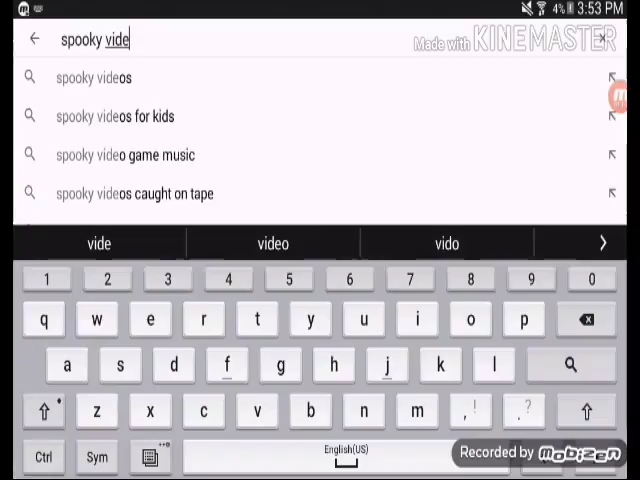 4% 3:53 PM
spooky vide
Made with KINEMASTER
spooky videos
spooky videos for kids
spooky video game music
spooky videos caught on tape
vide video vido
1 2 3 4 5 6 7 8 9 0
q w e r t y u i o p
a s d f g h j k l
z x c v b n m , ! . ?
Ctrl Sym English(US)
Recorded by mobizen